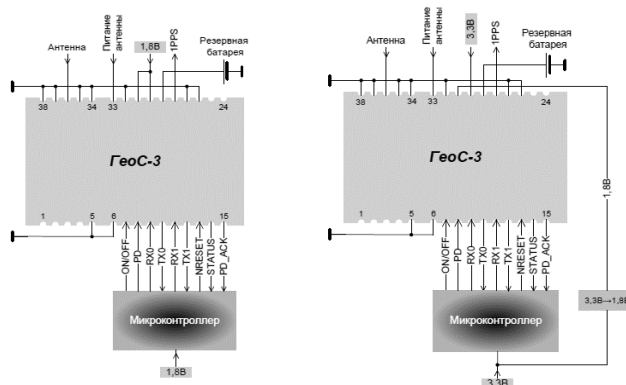 Антенна
Питание
антенны
1,8В
1PPS
Резервная
батарея
38
34
33
24
ГеоС-3
1
5
6
15
ON/OFF
PD
RX0
TX0
RX1
TX1
NRESET
STATUS
PD_ACK
Микроконтроллер
1,8В
Антенна
Питание
антенны
3,3В
1PPS
Резервная
батарея
38
34
33
24
ГеоС-3
1,8В
1
5
6
15
ON/OFF
PD
RX0
TX0
RX1
TX1
NRESET
STATUS
PD_ACK
3,3В→1,8В
Микроконтроллер
3,3В